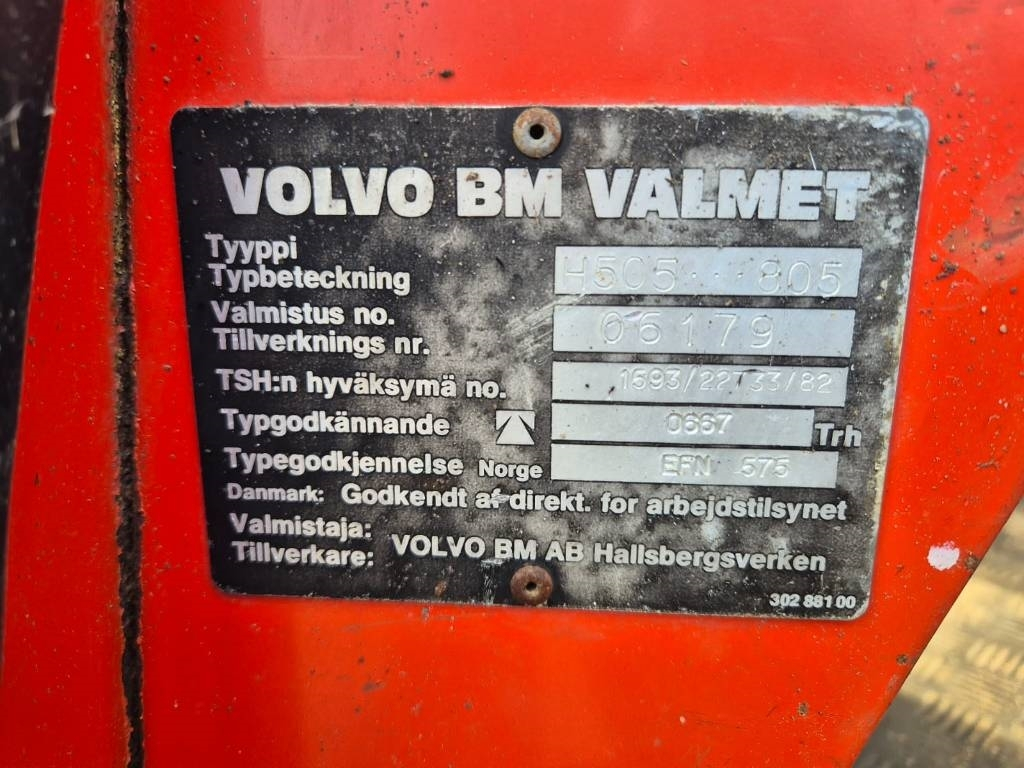 VOLVO BM VALMET
Tyyppi
Typbeteckning H505···805
Valmistus no.
Tillverknings nr. 06179
TSH:n hyväksymä no. 1593/22733/82
Typgodkännande 0667 Trh
Typegodkjennelse Norge EFN 575
Danmark: Godkendt af direkt. for arbejdstilsynet
Valmistaja:
Tillverkare: VOLVO BM AB Hallsbergsverken
302 881 00